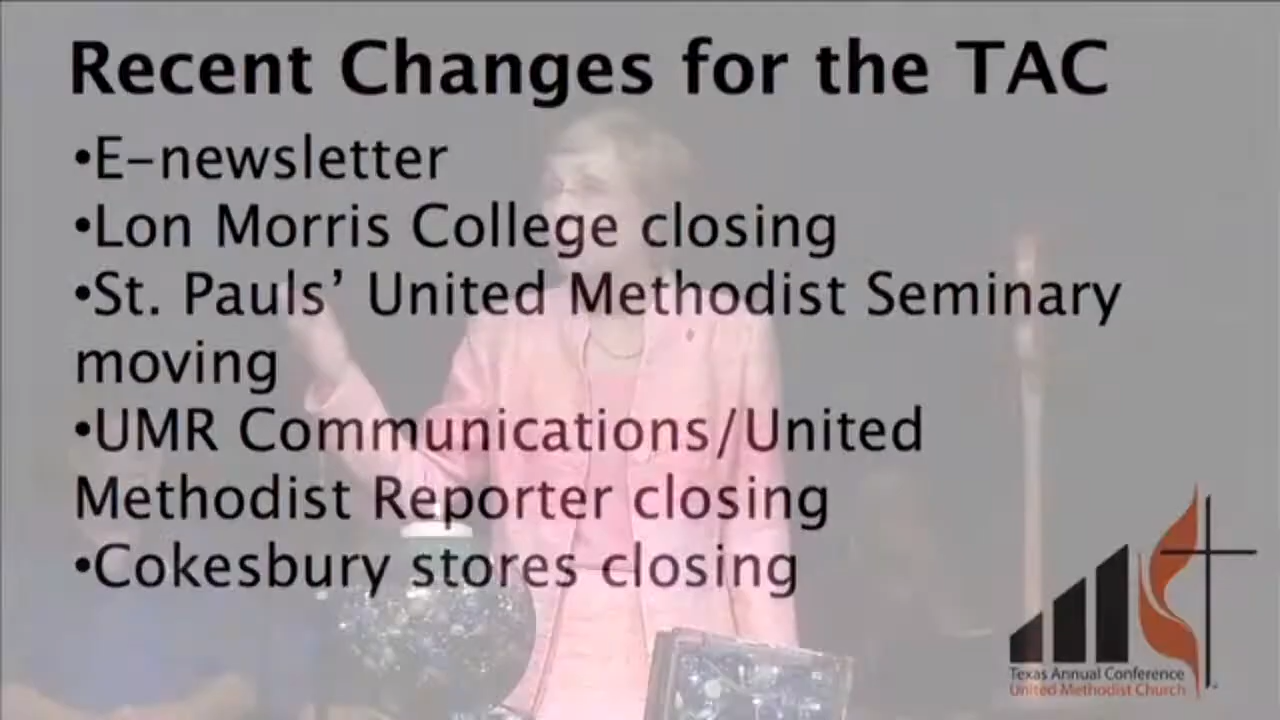 Recent Changes for the TAC
•E-newsletter
•Lon Morris College closing
•St. Pauls’ United Methodist Seminary
moving
•UMR Communications/United
Methodist Reporter closing
•Cokesbury stores closing
Texas Annual Conference
United Methodist Church